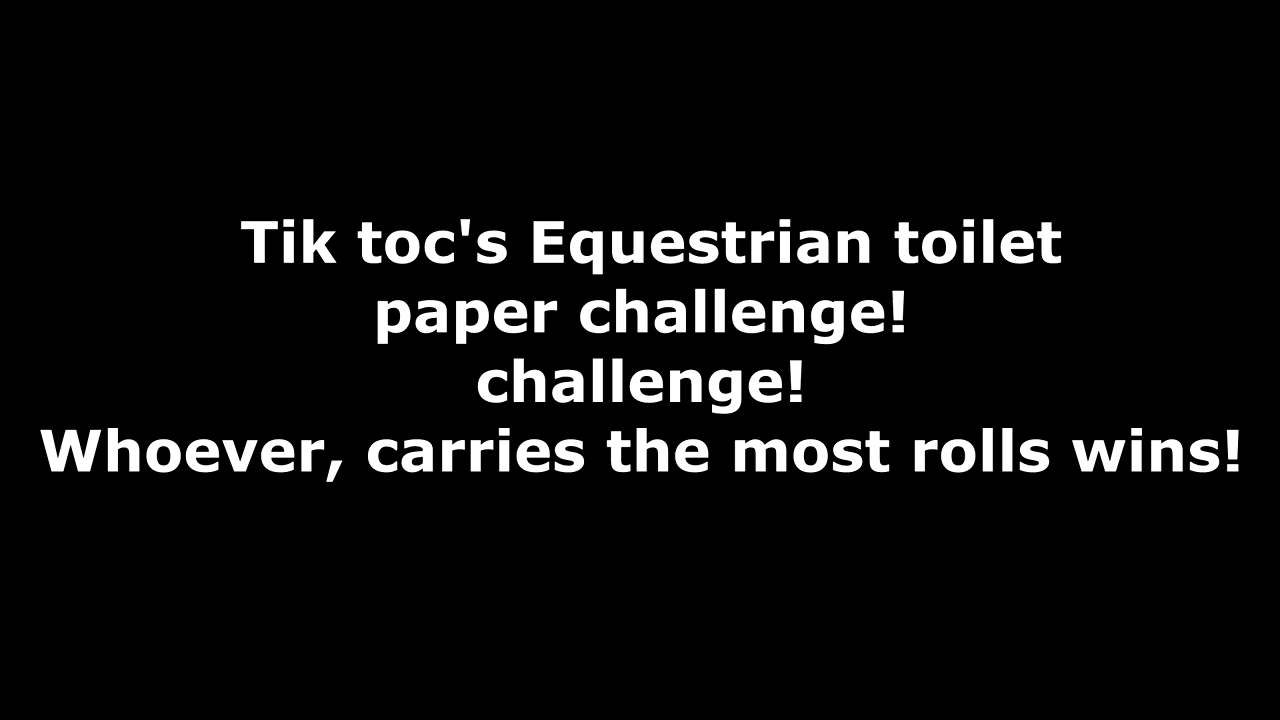 Tik toc's Equestrian toilet
paper challenge!
challenge!
Whoever, carries the most rolls wins!